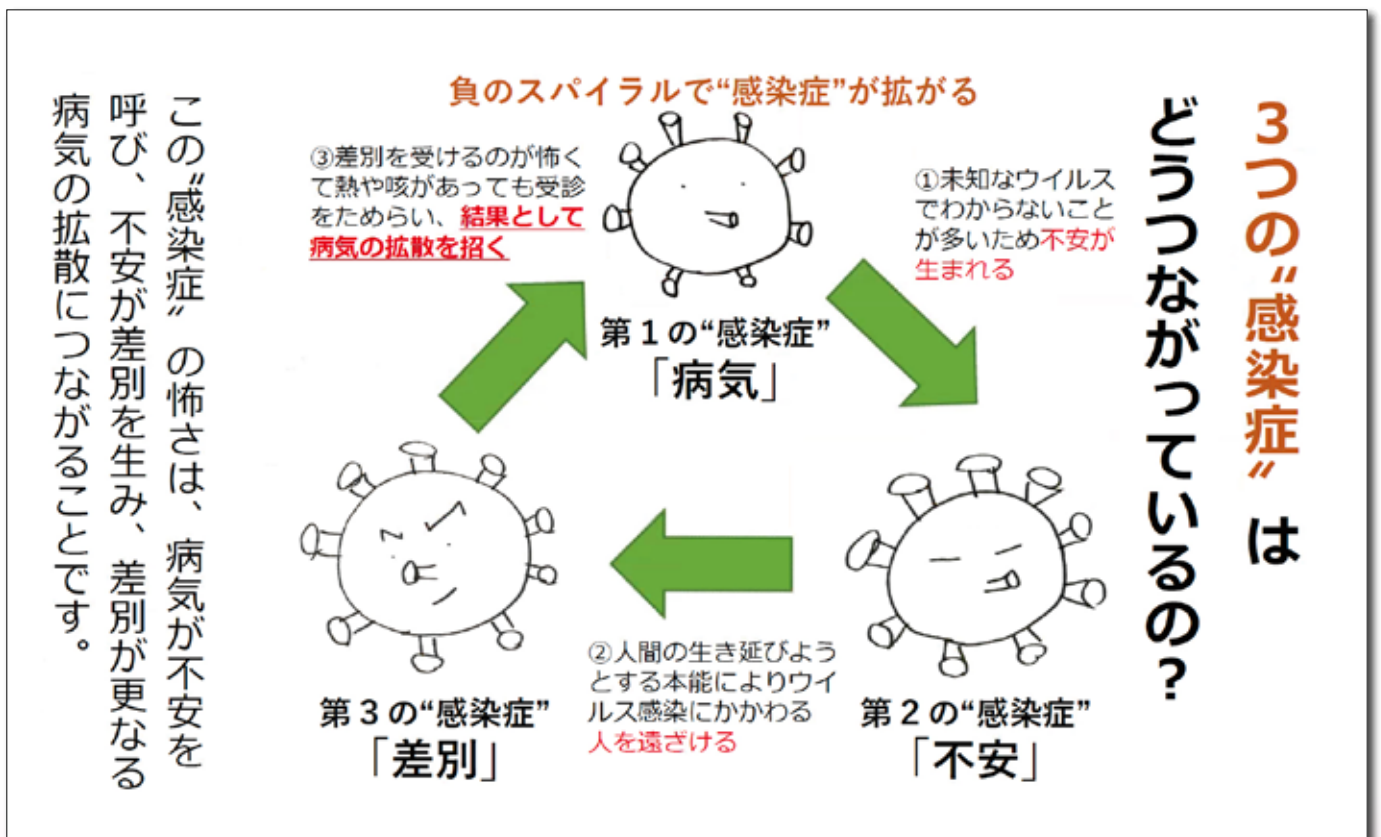 3つの〝感染症〟は
どうつながっているの?
負のスパイラルで“感染症”が拡がる
第1の“感染症”
「病気」
①未知なウイルス
でわからないこと
が多いため不安が
生まれる
第2の“感染症”
「不安」
②人間の生き延びよう
とする本能によりウイ
ルス感染にかかわる
人を遠ざける
第3の“感染症”
「差別」
③差別を受けるのが怖く
て熱や咳があっても受診
をためらい、結果として
病気の拡散を招く
この〝感染症〟の怖さは、病気が不安を
呼び、不安が差別を生み、差別が更なる
病気の拡散につながることです。